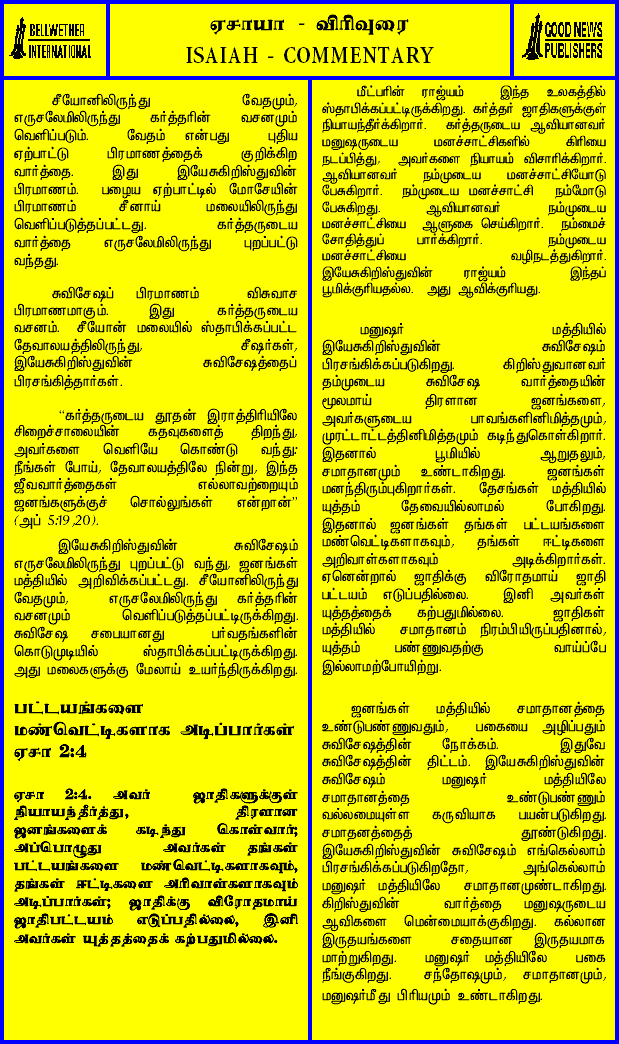 BELLWETHER
INTERNATIONAL
ஏசாயா - விரிவுரை
ISAIAH - COMMENTARY
GOOD NEWS
PUBLISHERS
சீயோனிலிருந்து வேதமும்,
எருசலேமிலிருந்து கர்த்தரின் வசனமும்
வெளிப்படும். வேதம் என்பது புதிய
ஏற்பாட்டு பிரமாணத்தைக் குறிக்கிற
வார்த்தை. இது இயேசுகிறிஸ்துவின்
பிரமாணம். பழைய ஏற்பாட்டில் மோசேயின்
பிரமாணம் சீனாய் மலையிலிருந்து
வெளிப்படுத்தப்பட்டது. கர்த்தருடைய
வார்த்தை எருசலேமிலிருந்து புறப்பட்டு
வந்தது.
சுவிசேஷப் பிரமாணம் விசுவாச
பிரமாணமாகும். இது கர்த்தருடைய
வசனம். சீயோன் மலையில் ஸ்தாபிக்கப்பட்ட
தேவாலயத்திலிருந்து, சீஷர்கள்,
இயேசுகிறிஸ்துவின் சுவிசேஷத்தைப்
பிரசங்கித்தார்கள்.
“கர்த்தருடைய தூதன் இராத்திரியிலே
சிறைச்சாலையின் கதவுகளைத் திறந்து,
அவர்களை வெளியே கொண்டு வந்து:
நீங்கள் போய், தேவாலயத்திலே நின்று, இந்த
ஜீவவார்த்தைகள் எல்லாவற்றையும்
ஜனங்களுக்குச் சொல்லுங்கள் என்றான்”
(அப் 5:19,20).
இயேசுகிறிஸ்துவின் சுவிசேஷம்
எருசலேமிலிருந்து புறப்பட்டு வந்து, ஜனங்கள்
மத்தியில் அறிவிக்கப்பட்டது. சீயோனிலிருந்து
வேதமும், எருசலேமிலிருந்து கர்த்தரின்
வசனமும் வெளிப்படுத்தப்பட்டிருக்கிறது.
சுவிசேஷ சபையானது பர்வதங்களின்
கொடுமுடியில் ஸ்தாபிக்கப்பட்டிருக்கிறது.
அது மலைகளுக்கு மேலாய் உயர்ந்திருக்கிறது.
பட்டயங்களை
மண்வெட்டிகளாக அடிப்பார்கள்
ஏசா 2:4
ஏசா 2:4. அவர் ஜாதிகளுக்குள்
நியாயந்தீர்த்து, திரளான
ஜனங்களைக் கடிந்து கொள்வார்;
அப்பொழுது அவர்கள் தங்கள்
பட்டயங்களை மண்வெட்டிகளாகவும்,
தங்கள் ஈட்டிகளை அரிவாள்களாகவும்
அடிப்பார்கள்; ஜாதிக்கு விரோதமாய்
ஜாதிபட்டயம் எடுப்பதில்லை, இனி
அவர்கள் யுத்தத்தைக் கற்பதுமில்லை.
மீட்பரின் ராஜ்யம் இந்த உலகத்தில்
ஸ்தாபிக்கப்பட்டிருக்கிறது. கர்த்தர் ஜாதிகளுக்குள்
நியாயந்தீர்க்கிறார். கர்த்தருடைய ஆவியானவர்
மனுஷருடைய மனச்சாட்சிகளில் கிரியை
நடப்பித்து, அவர்களை நியாயம் விசாரிக்கிறார்.
ஆவியானவர் நம்முடைய மனச்சாட்சியோடு
பேசுகிறார். நம்முடைய மனச்சாட்சி நம்மோடு
பேசுகிறது. ஆவியானவர் நம்முடைய
மனச்சாட்சியை ஆளுகை செய்கிறார். நம்மைச்
சோதித்துப் பார்க்கிறார். நம்முடைய
மனச்சாட்சியை வழிநடத்துகிறார்.
இயேசுகிறிஸ்துவின் ராஜ்யம் இந்தப்
பூமிக்குரியதல்ல. அது ஆவிக்குரியது.
மனுஷர் மத்தியில்
இயேசுகிறிஸ்துவின் சுவிசேஷம்
பிரசங்கிக்கப்படுகிறது. கிறிஸ்துவானவர்
தம்முடைய சுவிசேஷ வார்த்தையின்
மூலமாய் திரளான ஜனங்களை,
அவர்களுடைய பாவங்களினிமித்தமும்,
முரட்டாட்டத்தினிமித்தமும் கடிந்துகொள்கிறார்.
இதனால் பூமியில் ஆறுதலும்,
சமாதானமும் உண்டாகிறது. ஜனங்கள்
மனந்திரும்புகிறார்கள். தேசங்கள் மத்தியில்
யுத்தம் தேவையில்லாமல் போகிறது.
இதனால் ஜனங்கள் தங்கள் பட்டயங்களை
மண்வெட்டிகளாகவும், தங்கள் ஈட்டிகளை
அறிவாள்களாகவும் அடிக்கிறார்கள்.
ஏனென்றால் ஜாதிக்கு விரோதமாய் ஜாதி
பட்டயம் எடுப்பதில்லை. இனி அவர்கள்
யுத்தத்தைக் கற்பதுமில்லை. ஜாதிகள்
மத்தியில் சமாதானம் நிரம்பியிருப்பதினால்,
யுத்தம் பண்ணுவதற்கு வாய்ப்பே
இல்லாமற்போயிற்று.
ஜனங்கள் மத்தியில் சமாதானத்தை
உண்டுபண்ணுவதும், பகையை அழிப்பதும்
சுவிசேஷத்தின் நோக்கம். இதுவே
சுவிசேஷத்தின் திட்டம். இயேசுகிறிஸ்துவின்
சுவிசேஷம் மனுஷர் மத்தியிலே
சமாதானத்தை உண்டுபண்ணும்
வல்லமையுள்ள கருவியாக பயன்படுகிறது.
சமாதனத்தைத் தூண்டுகிறது.
இயேசுகிறிஸ்துவின் சுவிசேஷம் எங்கெல்லாம்
பிரசங்கிக்கப்படுகிறதோ, அங்கெல்லாம்
மனுஷர் மத்தியிலே சமாதானமுண்டாகிறது.
கிறிஸ்துவின் வார்த்தை மனுஷருடைய
ஆவிகளை மென்மையாக்குகிறது. கல்லான
இருதயங்களை சதையான இருதயமாக
மாற்றுகிறது. மனுஷர் மத்தியிலே பகை
நீங்குகிறது. சந்தோஷமும், சமாதானமும்,
மனுஷர்மீது பிரியமும் உண்டாகிறது.